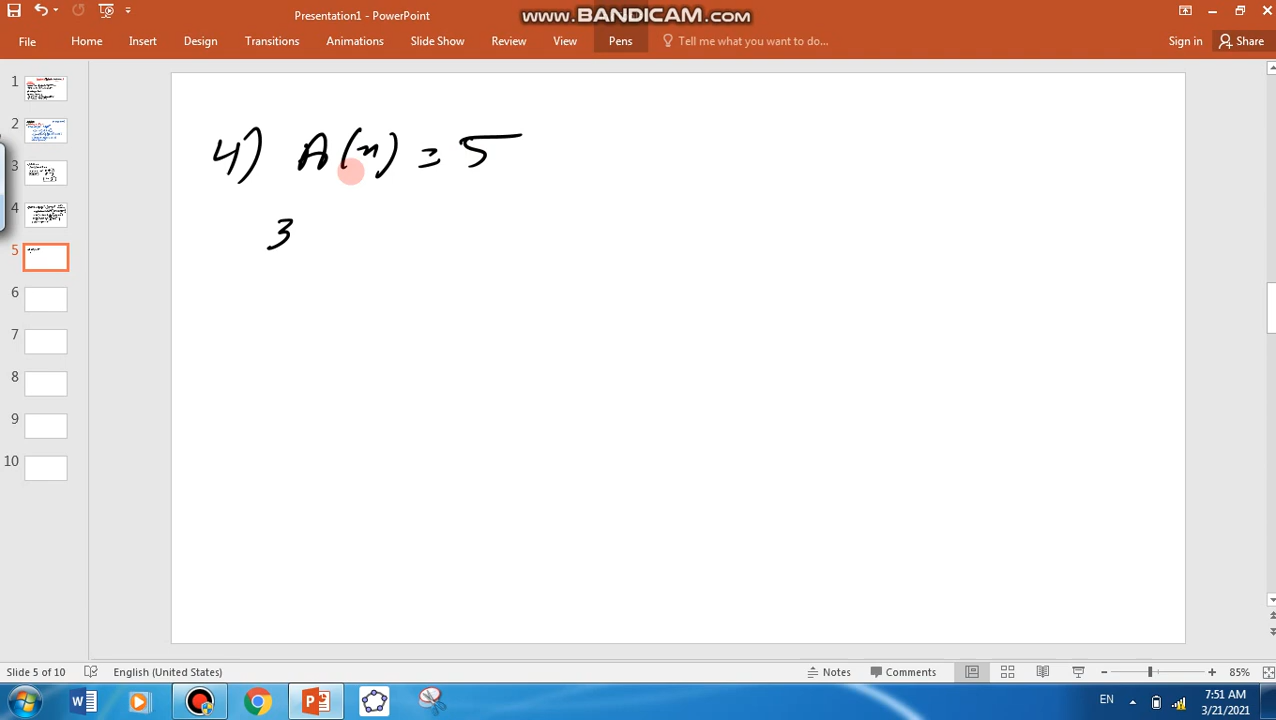 Presentation1 - PowerPoint
www.BANDICAM.com
File Home Insert Design Transitions Animations Slide Show Review View Pens Tell me what you want to do... Sign in Share
1
2
3
4
5
6
7
8
9
10
4) A(x) = 5
3
Slide 5 of 10 English (United States) Notes Comments 85%
EN 7:51 AM
3/21/2021